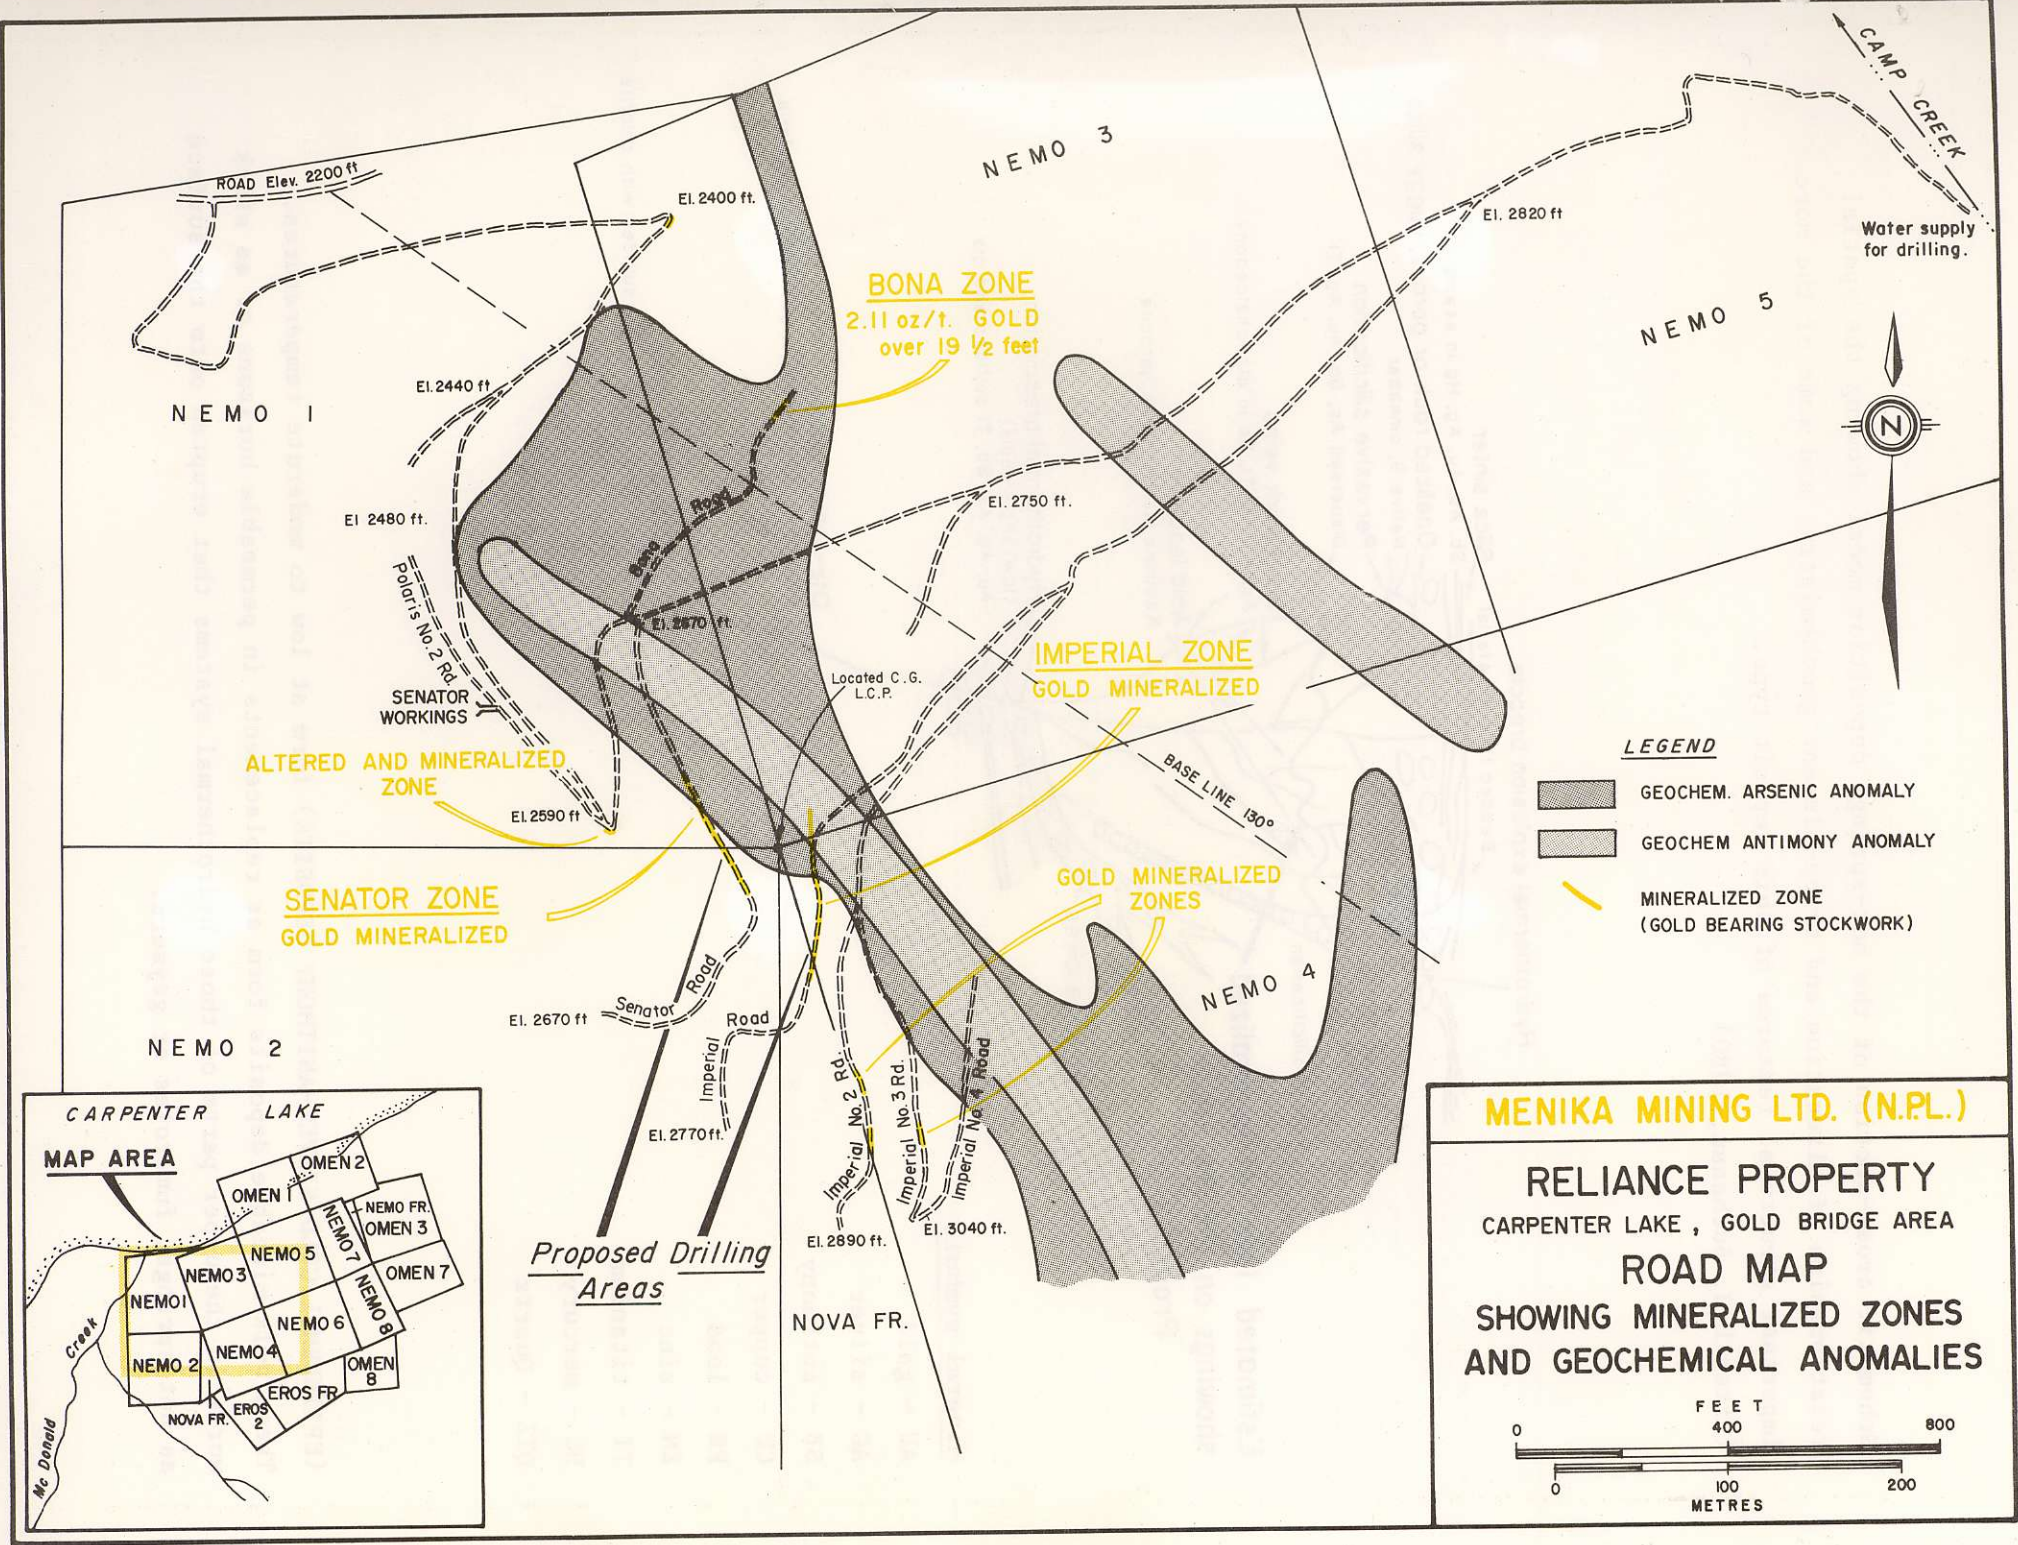 CAMP CREEK
NEMO 3
ROAD Elev. 2200 ft
El. 2400 ft.
El. 2820 ft
Water supply
for drilling.
BONA ZONE
2.11 oz/t. GOLD
over 19 1/2 feet
NEMO 5
N
El. 2440 ft
NEMO 1
El 2480 ft.
Bona Road
El. 2750 ft.
Polaris No. 2 Rd.
El. 2670 ft.
SENATOR
WORKINGS
Located C.G.
L.C.P.
IMPERIAL ZONE
GOLD MINERALIZED
ALTERED AND MINERALIZED
ZONE
El. 2590 ft
BASE LINE 130°
LEGEND
GEOCHEM. ARSENIC ANOMALY
GEOCHEM ANTIMONY ANOMALY
MINERALIZED ZONE
(GOLD BEARING STOCKWORK)
SENATOR ZONE
GOLD MINERALIZED
GOLD MINERALIZED
ZONES
NEMO 4
El. 2670 ft
Senator Road
Imperial Road
NEMO 2
El. 2770 ft.
Imperial No. 2 Rd.
Imperial No. 3 Rd.
Imperial No. 4 Road
El. 2890 ft.
El. 3040 ft.
Proposed Drilling
Areas
NOVA FR.
CARPENTER LAKE
MAP AREA
OMEN 2
OMEN 1
NEMO FR.
OMEN 3
NEMO 7
NEMO 5
NEMO 3
OMEN 7
NEMO 1
NEMO 8
NEMO 6
NEMO 4
NEMO 2
OMEN
8
EROS FR
EROS
2
NOVA FR.
Creek
Mc Donald
MENIKA MINING LTD. (N.P.L.)
RELIANCE PROPERTY
CARPENTER LAKE, GOLD BRIDGE AREA
ROAD MAP
SHOWING MINERALIZED ZONES
AND GEOCHEMICAL ANOMALIES
FEET
0 400 800
0 100 200
METRES